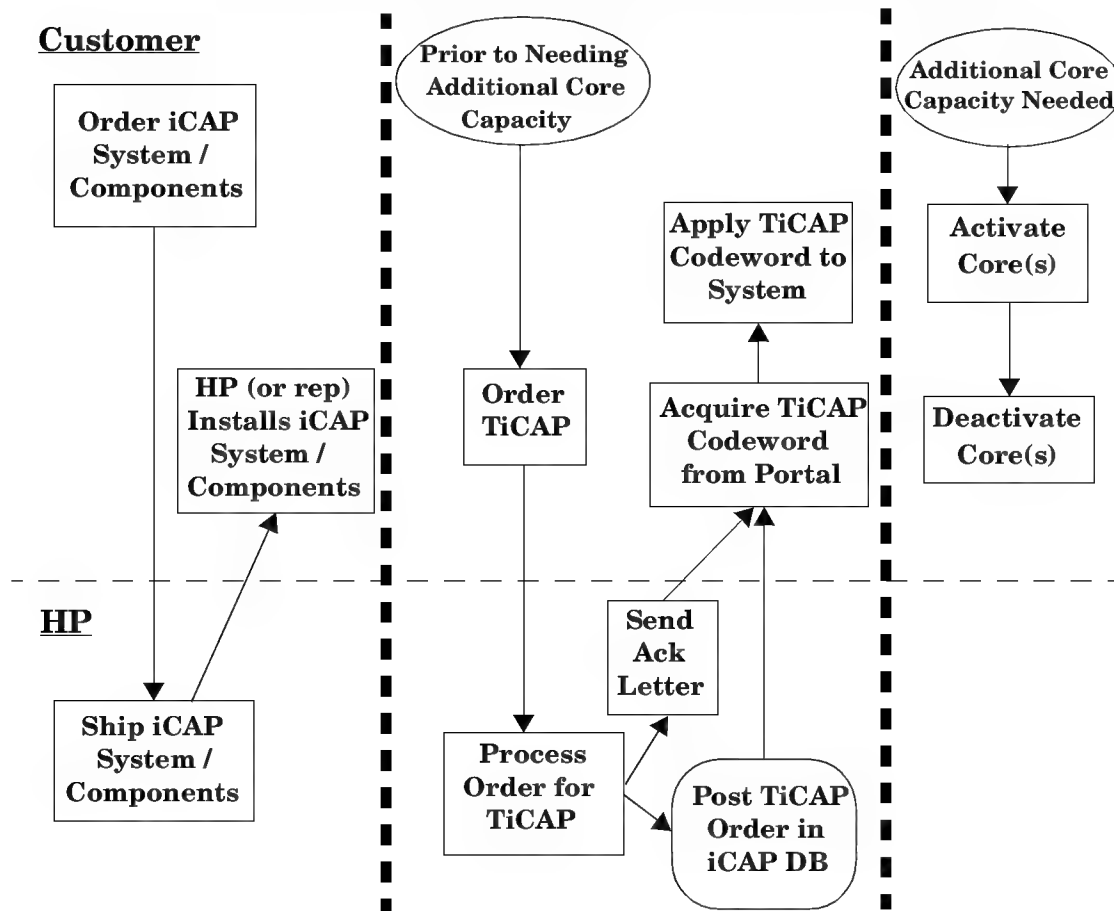 Customer
Order iCAP
System /
Components
HP (or rep)
Installs iCAP
System /
Components
HP
Ship iCAP
System /
Components
Prior to Needing
Additional Core
Capacity
Order
TiCAP
Process
Order for
TiCAP
Send
Ack
Letter
Post TiCAP
Order in
iCAP DB
Acquire TiCAP
Codeword
from Portal
Apply TiCAP
Codeword to
System
Additional Core
Capacity Needed
Activate
Core(s)
Deactivate
Core(s)